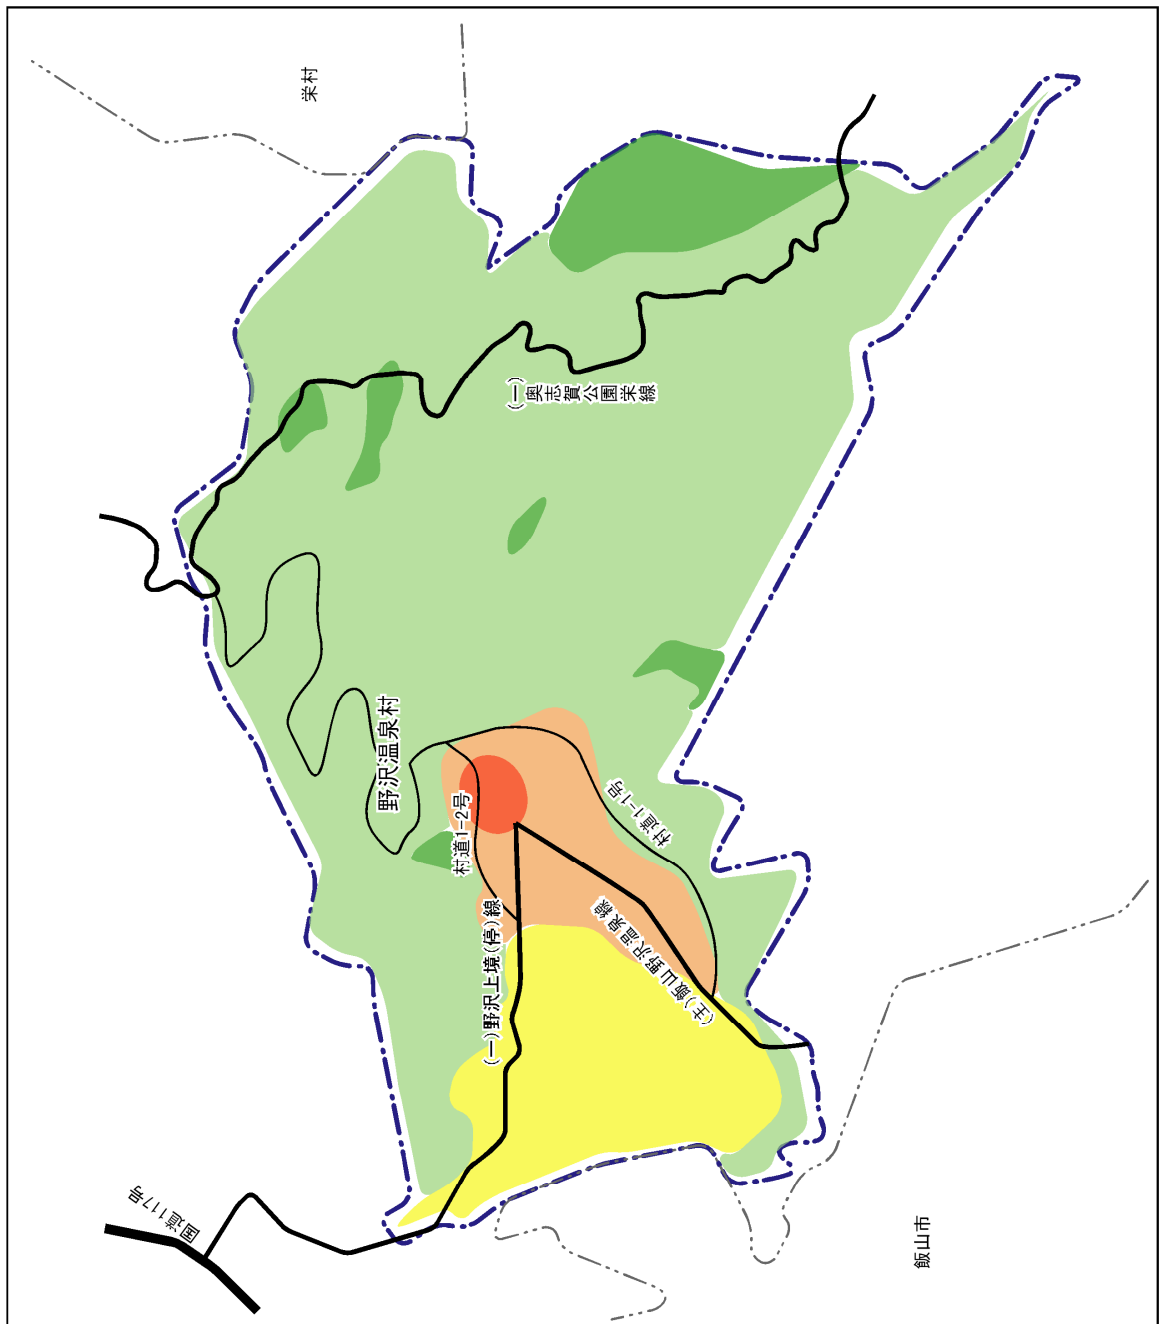 栄村
(一)奥志賀公園栄線
野沢温泉村
村道1-2号
村道1-1号
(一)野沢上境(停)線
(主)飯山野沢温泉線
国道117号
飯山市